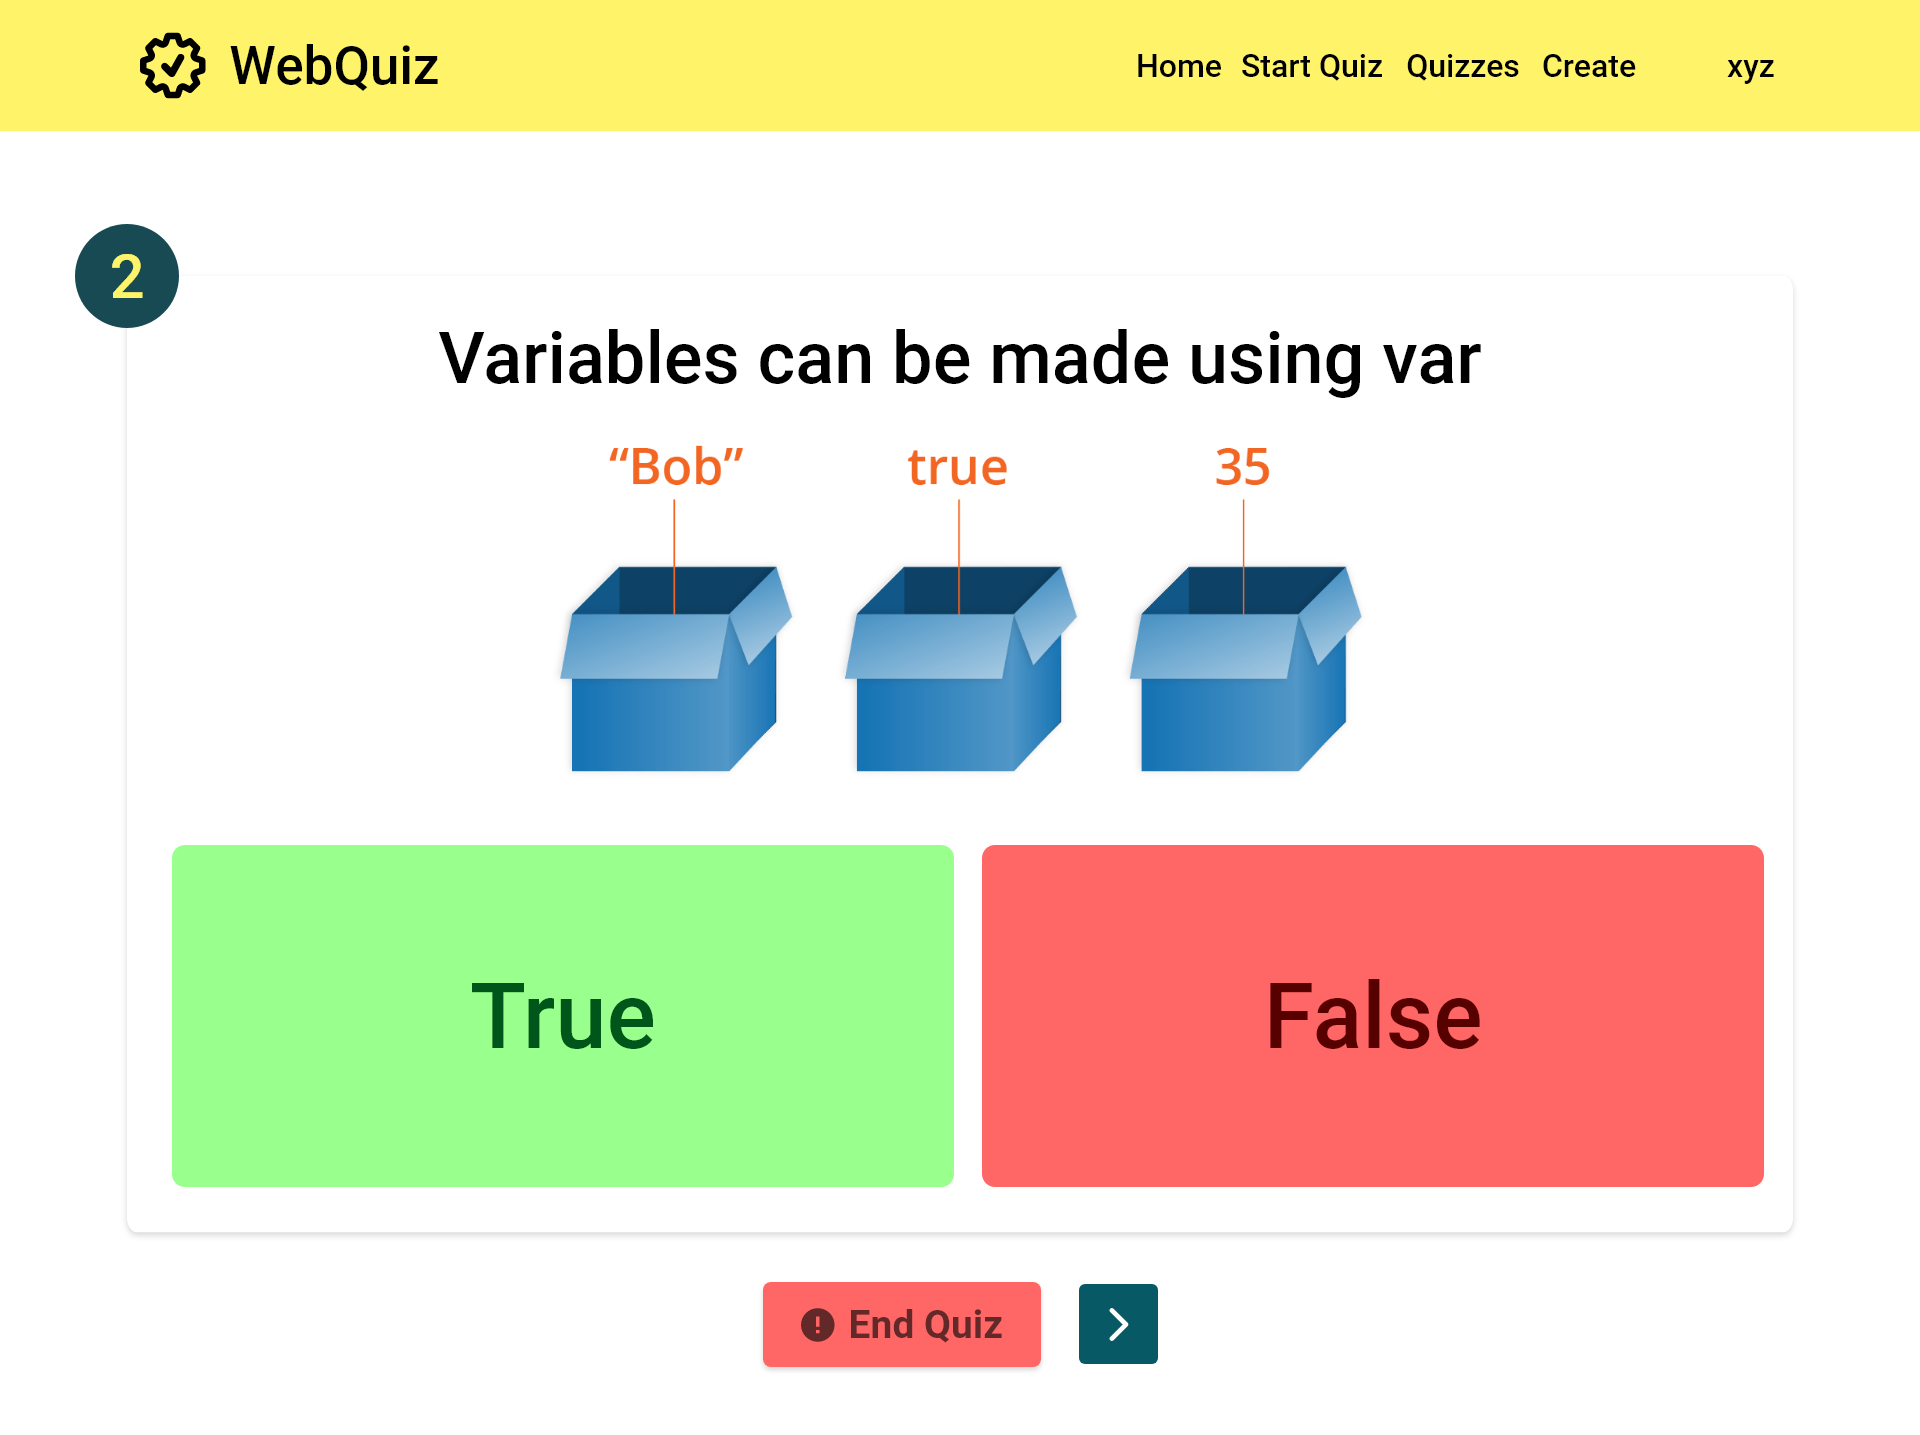 WebQuiz
Home Start Quiz Quizzes Create xyz
2
Variables can be made using var
“Bob” true 35
True False
End Quiz